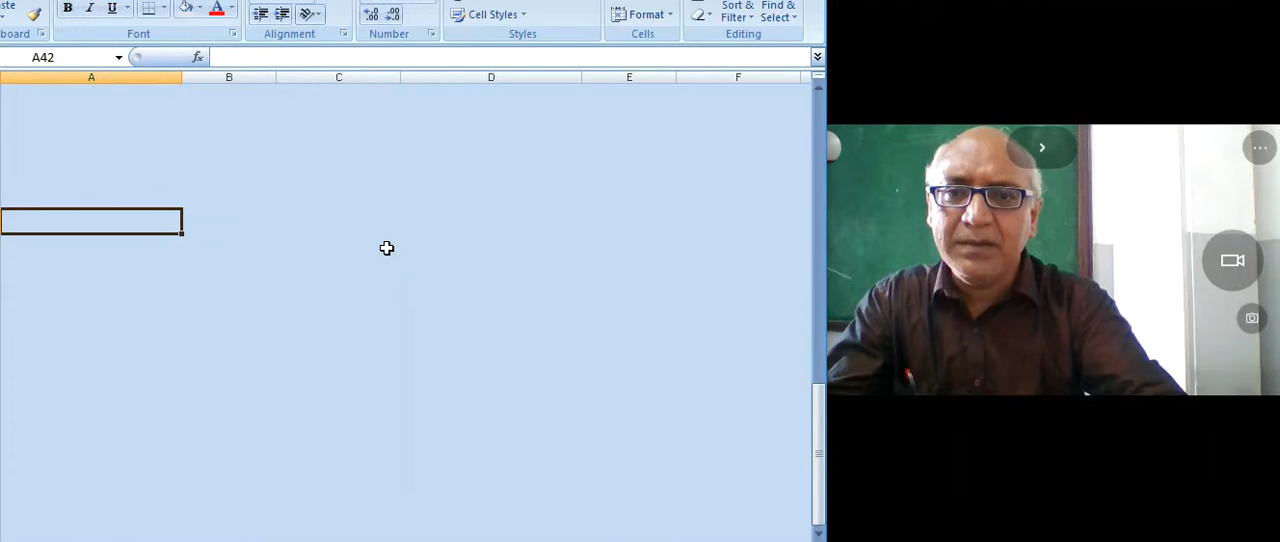 ste
B I U
A
Cell Styles
Format
Sort &
Filter
Find &
Select
board
Font
Alignment
Number
Styles
Cells
Editing
A42
fx
A B C D E F